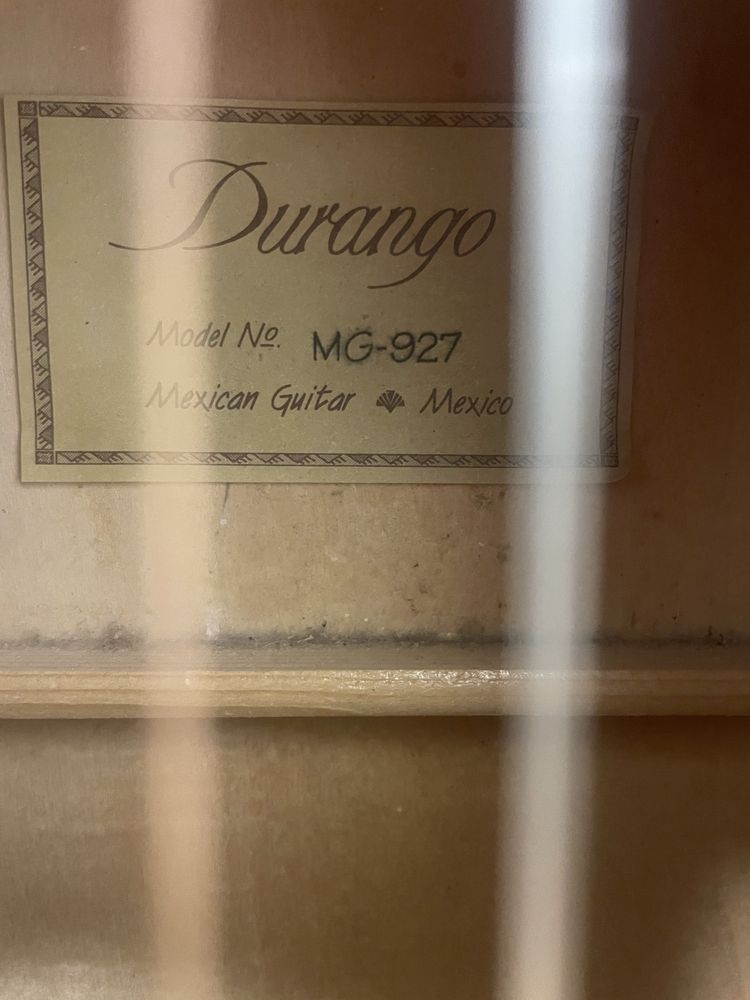 Durango
Model Nº. MG-927
Mexican Guitar Mexico